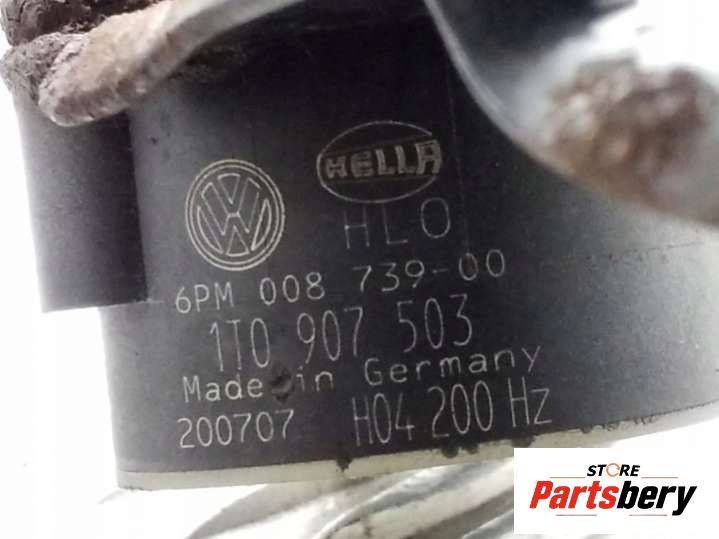 HELLA
HLO
6PM 008 739-00
1T0 907 503
Made in Germany
200707 H04 200 Hz
STORE
Partsbery